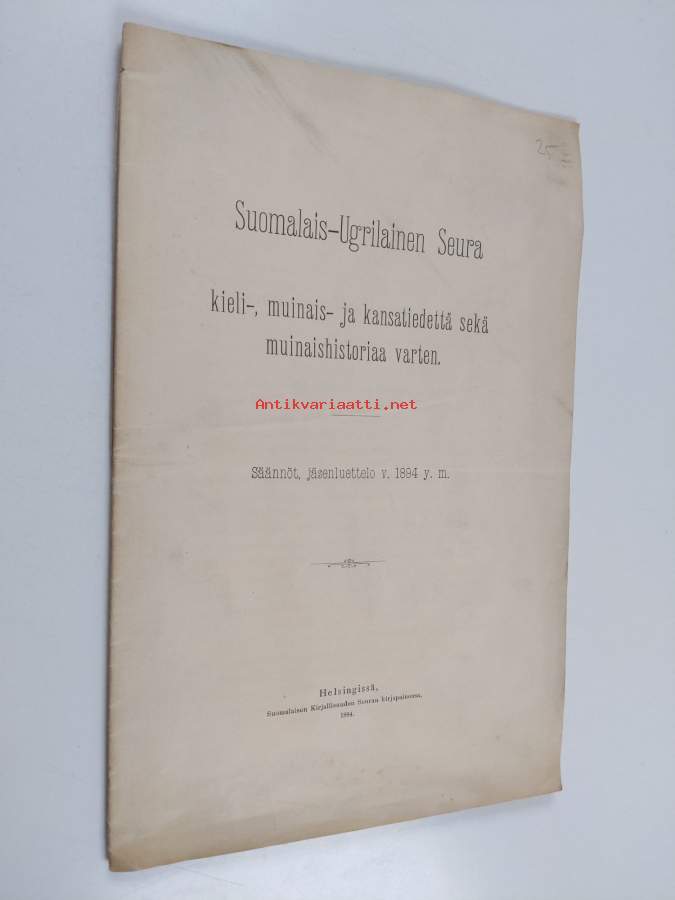 25
Suomalais-Ugrilainen Seura
kieli-, muinais- ja kansatiedettä sekä
muinaishistoriaa varten.
Antikvariaatti.net
Säännöt, jäsenluettelo v. 1894 y. m.
Helsingissä,
Suomalaisen Kirjallisuuden Seuran kirjapainossa,
1894.